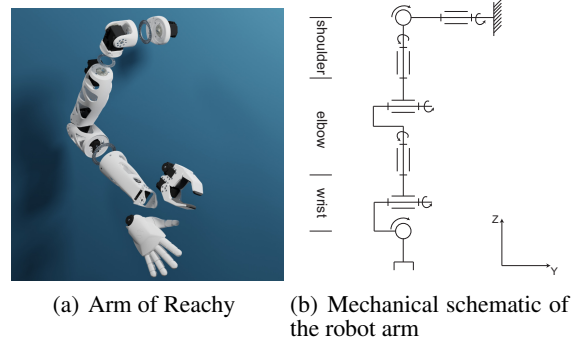 shoulder
elbow
wrist
Z
Y
(a) Arm of Reachy
(b) Mechanical schematic of
the robot arm